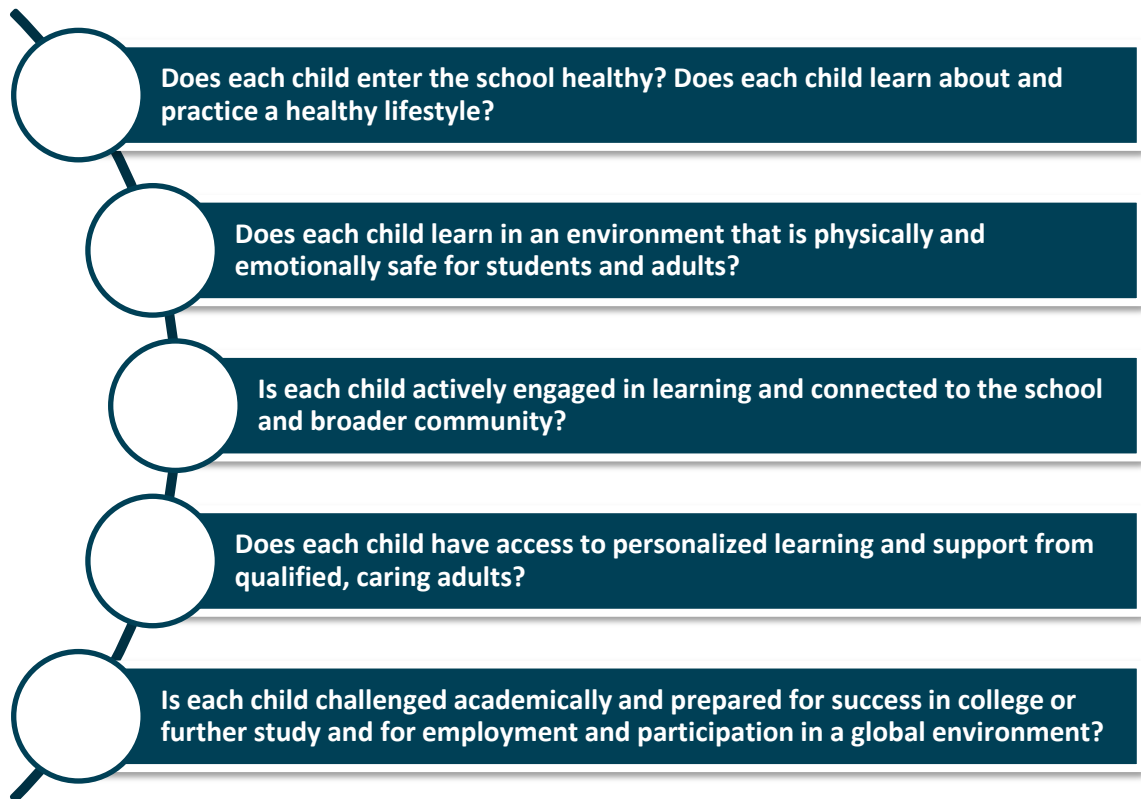 Does each child enter the school healthy? Does each child learn about and
practice a healthy lifestyle?
Does each child learn in an environment that is physically and
emotionally safe for students and adults?
Is each child actively engaged in learning and connected to the school
and broader community?
Does each child have access to personalized learning and support from
qualified, caring adults?
Is each child challenged academically and prepared for success in college or
further study and for employment and participation in a global environment?